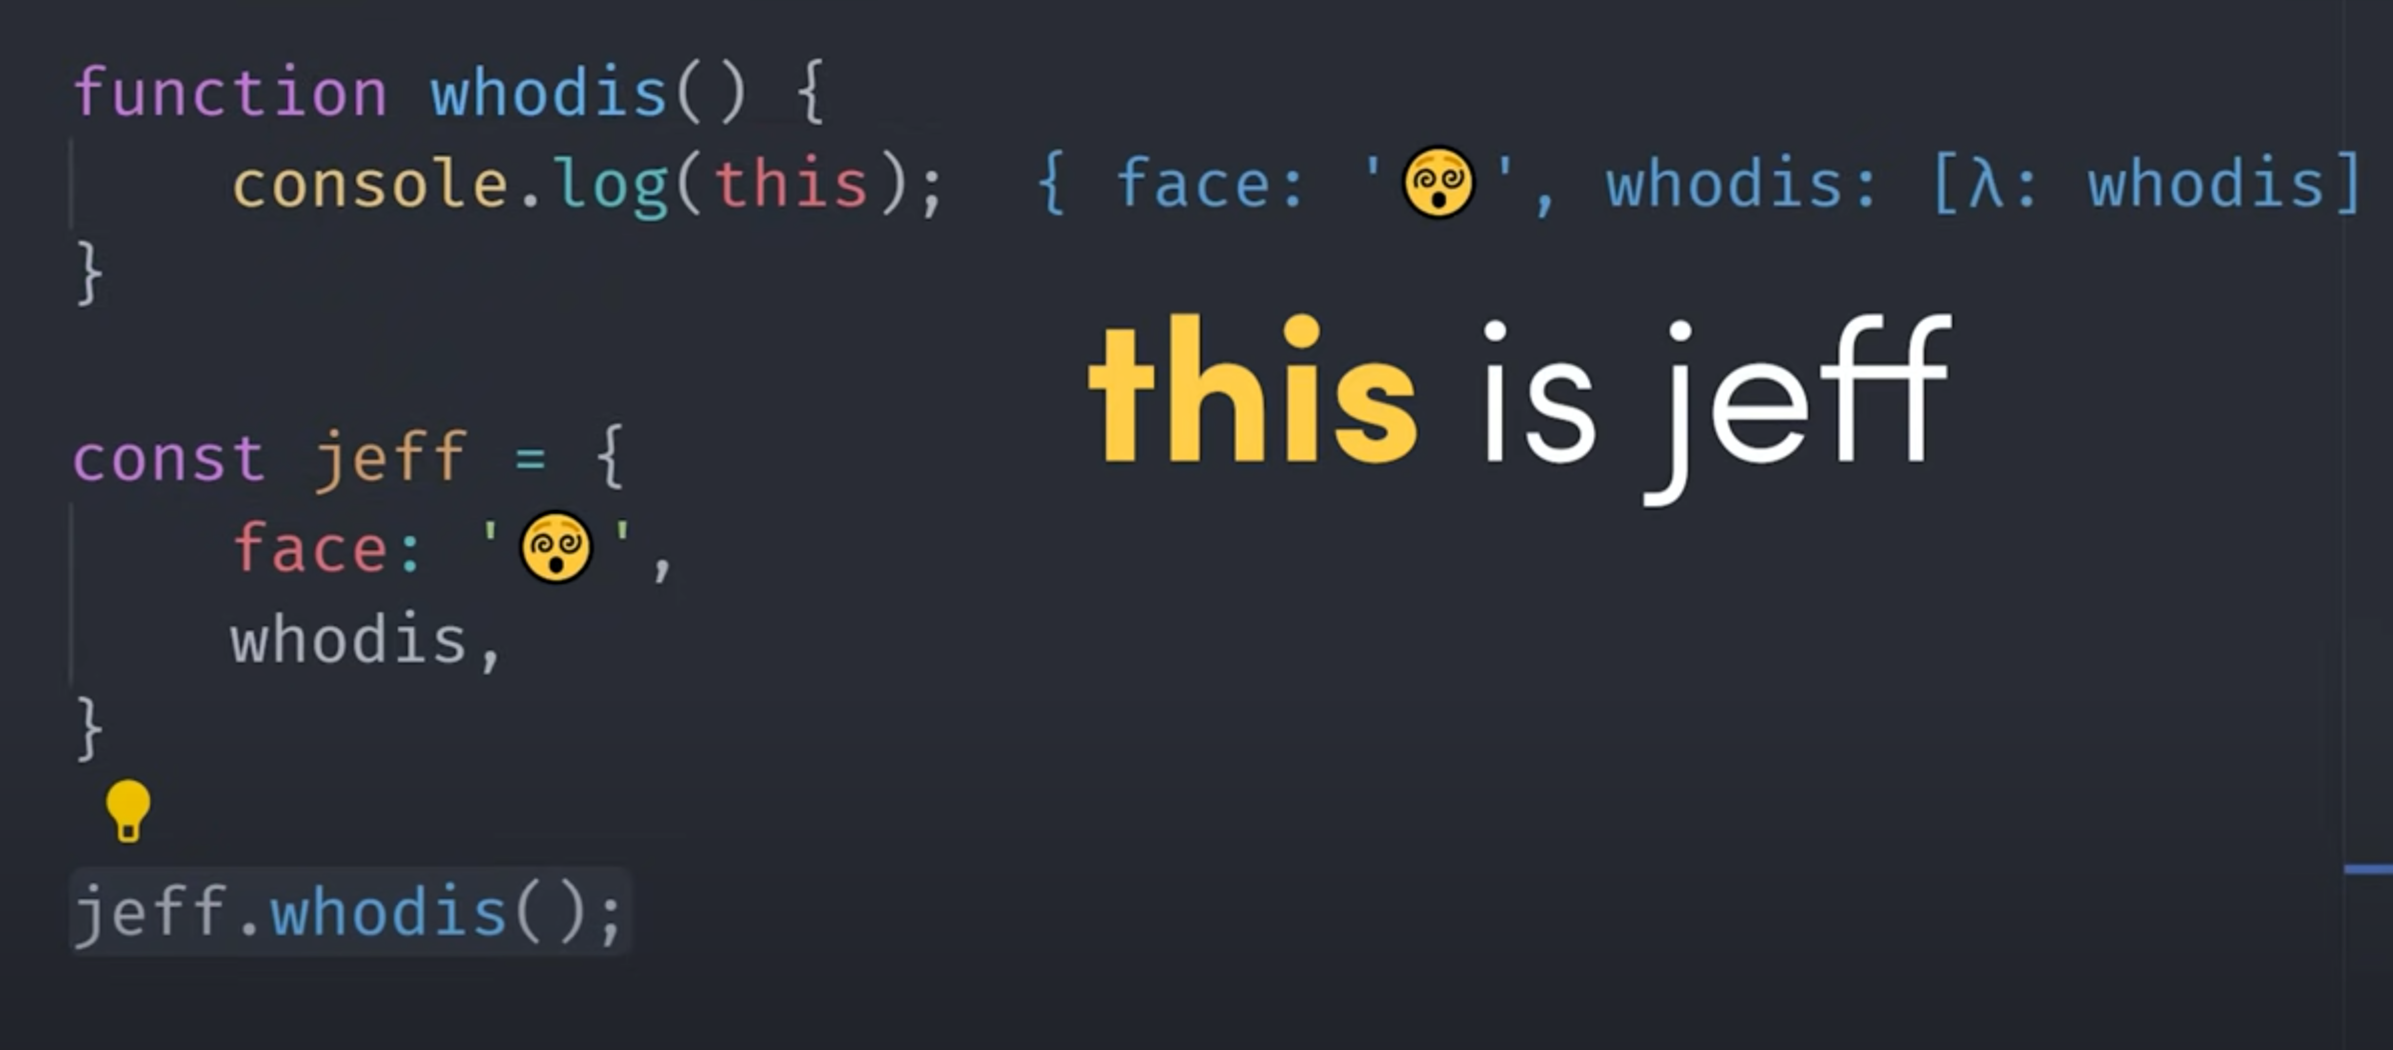 function whodis() {
console.log(this); { face: '😵‍💫', whodis: [λ: whodis]
}
this is jeff
const jeff = {
face: '😵‍💫',
whodis,
}
jeff.whodis();